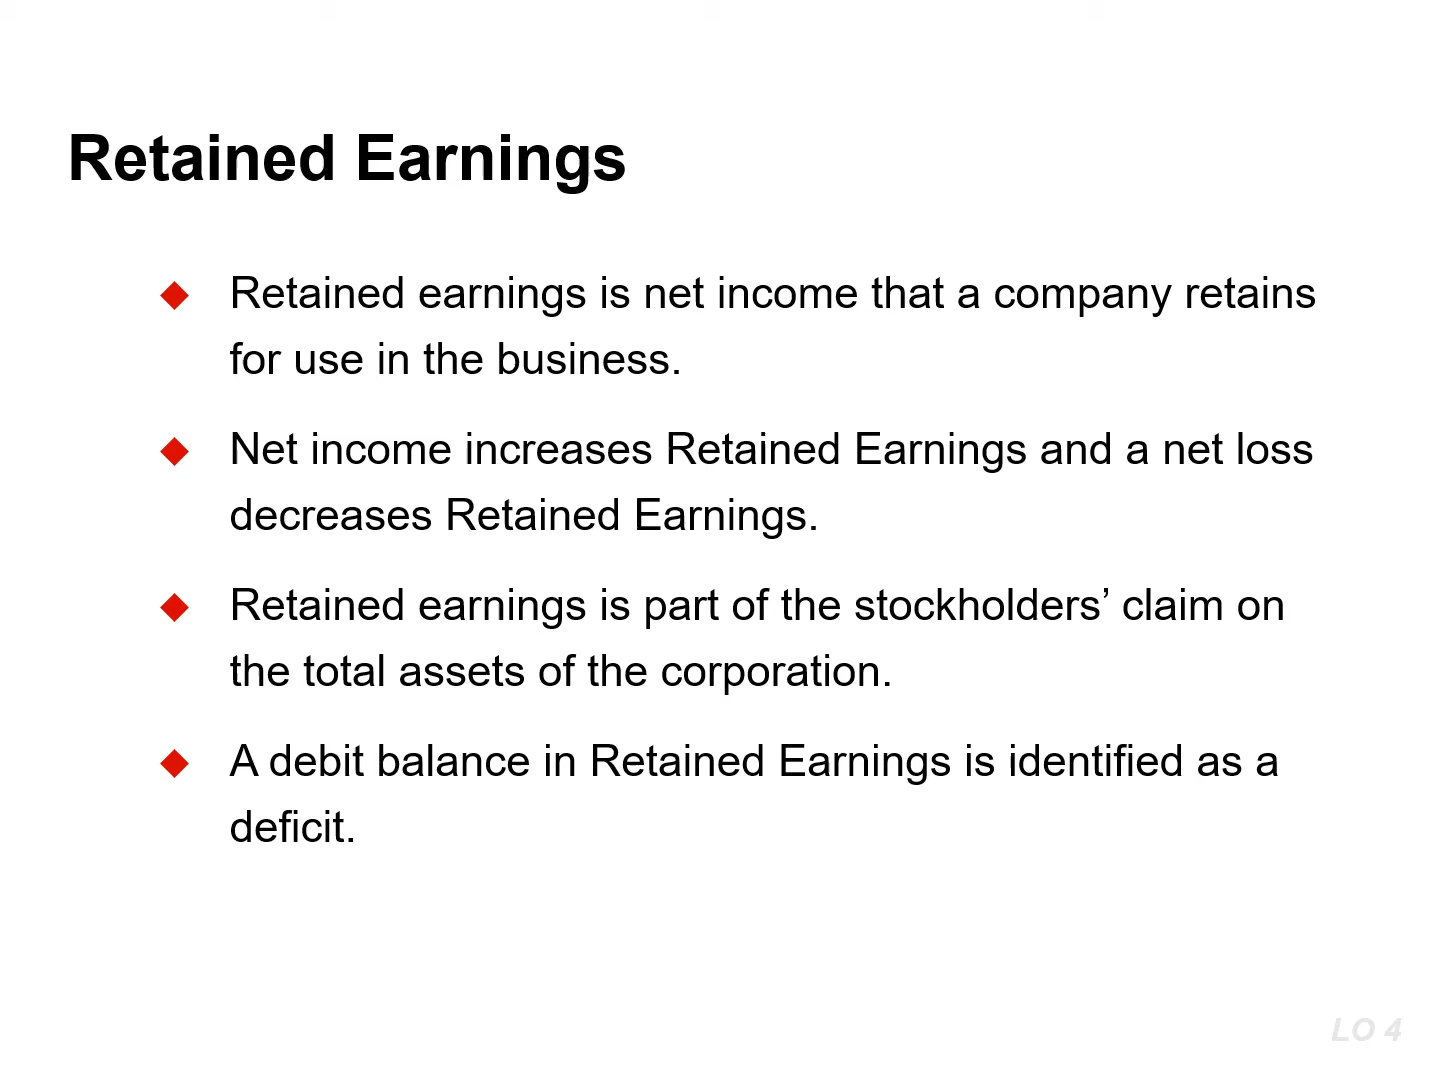 Retained Earnings
Retained earnings is net income that a company retains
for use in the business.
Net income increases Retained Earnings and a net loss
decreases Retained Earnings.
Retained earnings is part of the stockholders’ claim on
the total assets of the corporation.
A debit balance in Retained Earnings is identified as a
deficit.
LO 4